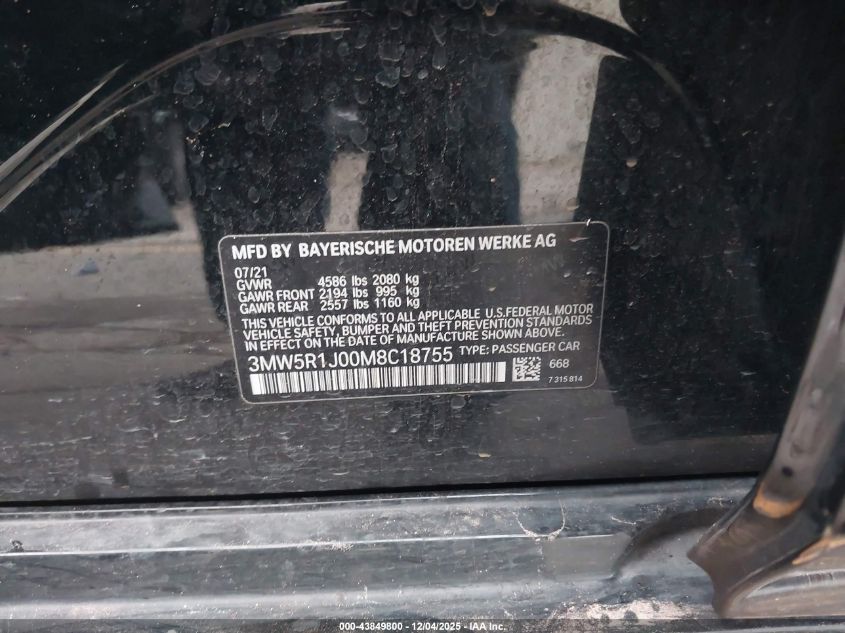 MFD BY BAYERISCHE MOTOREN WERKE AG
07/21
GVWR 4586 lbs 2080 kg
GAWR FRONT 2194 lbs 995 kg
GAWR REAR 2557 lbs 1160 kg
THIS VEHICLE CONFORMS TO ALL APPLICABLE U.S.FEDERAL MOTOR
VEHICLE SAFETY, BUMPER AND THEFT PREVENTION STANDARDS
IN EFFECT ON THE DATE OF MANUFACTURE SHOWN ABOVE.
3MW5R1J00M8C18755 TYPE: PASSENGER CAR
668
7 315 814
000-43849800 - 12/04/2025 - IAA Inc.